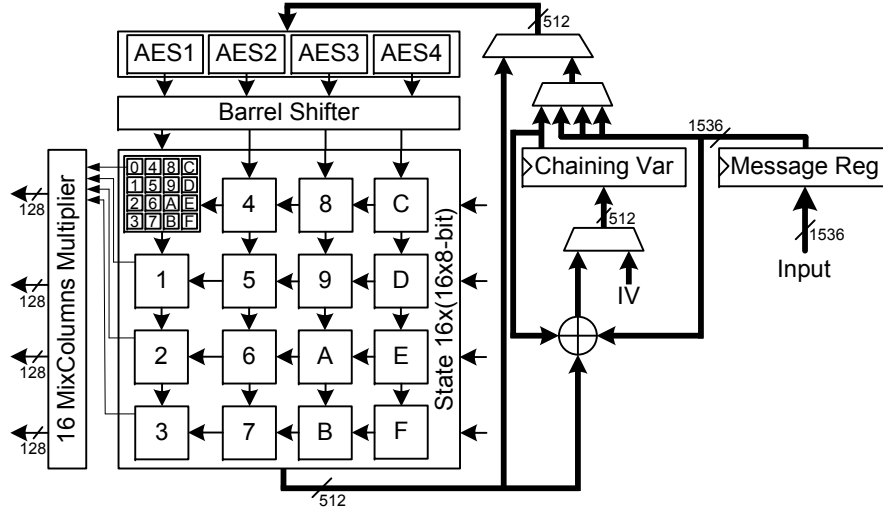 512
AES1 AES2 AES3 AES4
Barrel Shifter
1536
Chaining Var
Message Reg
0 4 8 C
1 5 9 D
2 6 A E
3 7 B F
4 8 C
1 5 9 D
2 6 A E
3 7 B F
16 MixColumns Multiplier
128
128
128
128
State 16x(16x8-bit)
512
1536
IV
Input
512